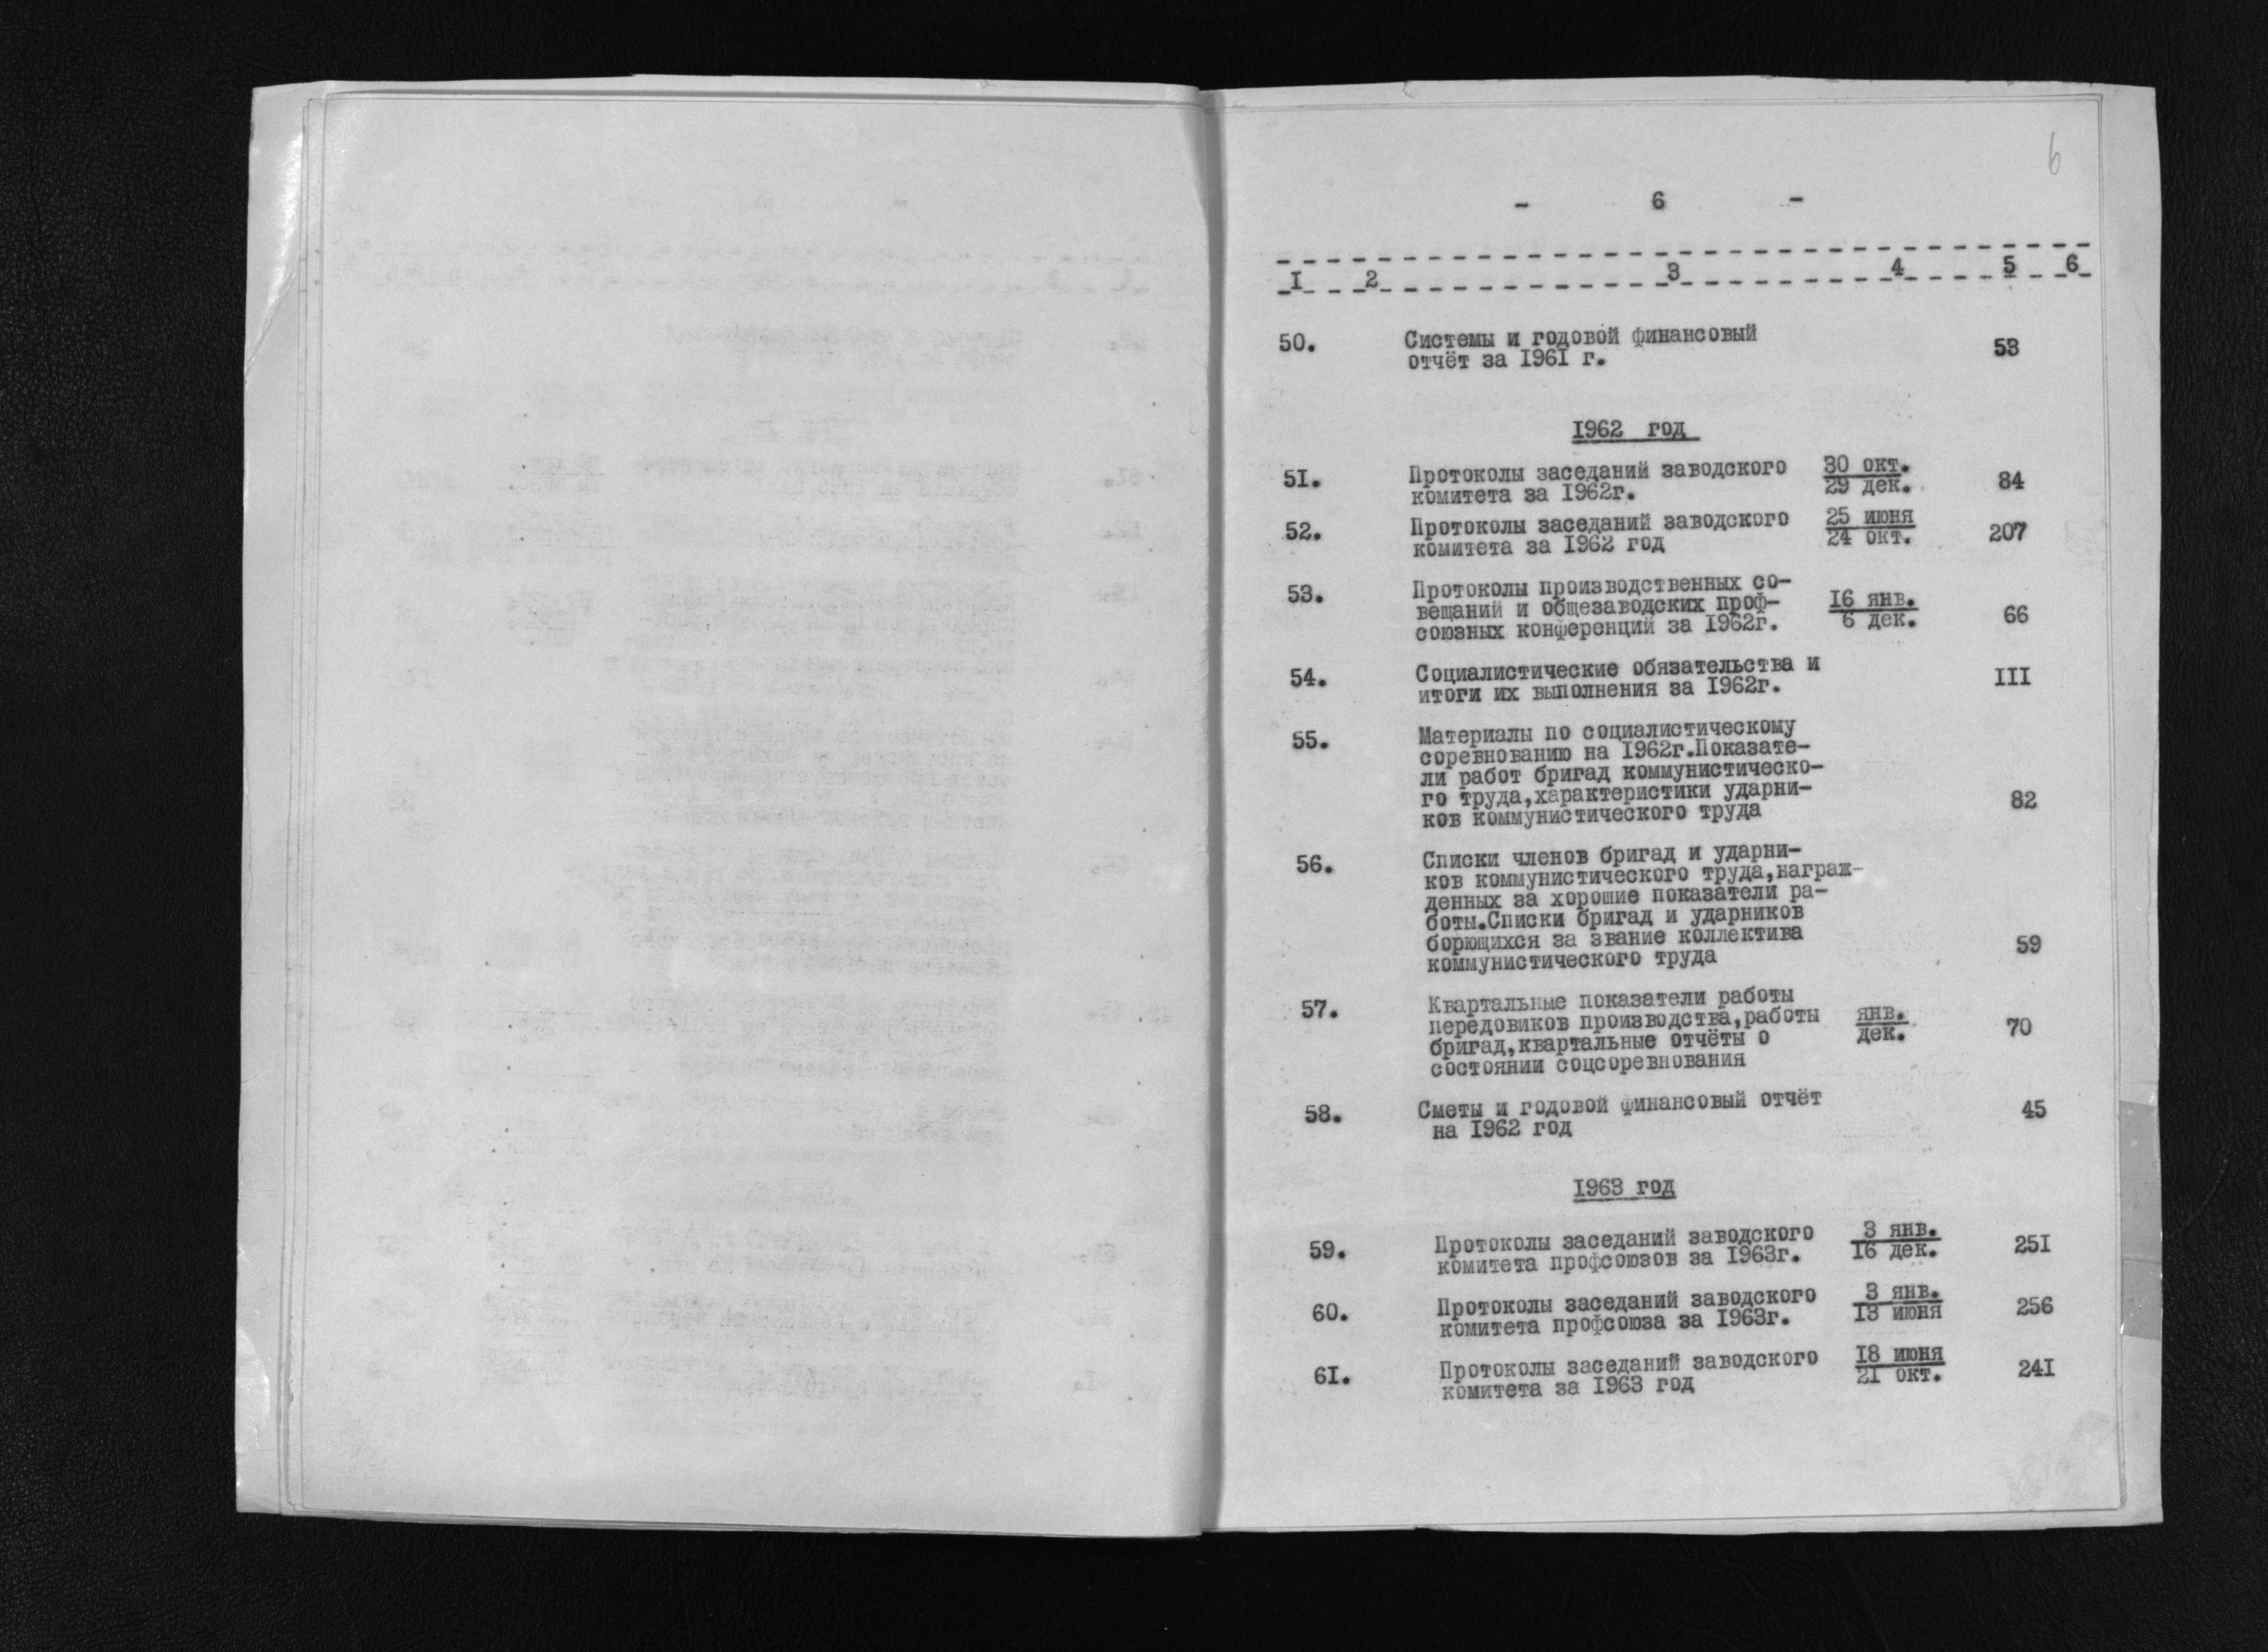 6
- 6 -
I 2 3 4 5 6
50. Системы и годовой финансовый 53
отчёт за 1961 г.
1962 год
51. Протоколы заседаний заводского 30 окт. 84
комитета за 1962г. 29 дек.
52. Протоколы заседаний заводского 25 июня 207
комитета за 1962 год 24 окт.
53. Протоколы производственных со-
вещаний и общезаводских проф- 16 янв. 66
союзных конференций за 1962г. 6 дек.
54. Социалистические обязательства и III
итоги их выполнения за 1962г.
55. Материалы по социалистическому
соревнованию на 1962г.Показате-
ли работ бригад коммунистическо-
го труда,характеристики ударни- 82
ков коммунистического труда
56. Списки членов бригад и ударни-
ков коммунистического труда,награж-
денных за хорошие показатели ра-
боты.Списки бригад и ударников
борющихся за звание коллектива 59
коммунистического труда
57. Квартальные показатели работы
передовиков производства,работы янв. 70
бригад,квартальные отчёты о дек.
состоянии соцсоревнования
58. Сметы и годовой финансовый отчёт 45
на 1962 год
1963 год
59. Протоколы заседаний заводского 3 янв. 251
комитета профсоюзов за 1963г. 16 дек.
60. Протоколы заседаний заводского 3 янв. 256
комитета профсоюза за 1963г. 13 июня
61. Протоколы заседаний заводского 18 июня 241
комитета за 1963 год 21 окт.